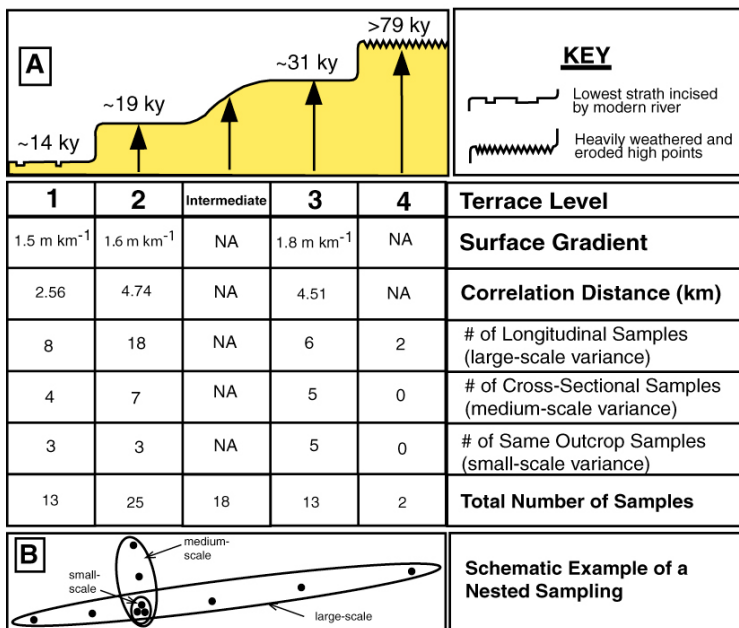 A
~14 ky
~19 ky
~31 ky
>79 ky
KEY
Lowest strath incised
by modern river
Heavily weathered and
eroded high points
1 2 Intermediate 3 4 Terrace Level
1.5 m km⁻¹ 1.6 m km⁻¹ NA 1.8 m km⁻¹ NA Surface Gradient
2.56 4.74 NA 4.51 NA Correlation Distance (km)
8 18 NA 6 2 # of Longitudinal Samples
(large-scale variance)
4 7 NA 5 0 # of Cross-Sectional Samples
(medium-scale variance)
3 3 NA 5 0 # of Same Outcrop Samples
(small-scale variance)
13 25 18 13 2 Total Number of Samples
B
medium-
scale
small-
scale
large-scale
Schematic Example of a
Nested Sampling